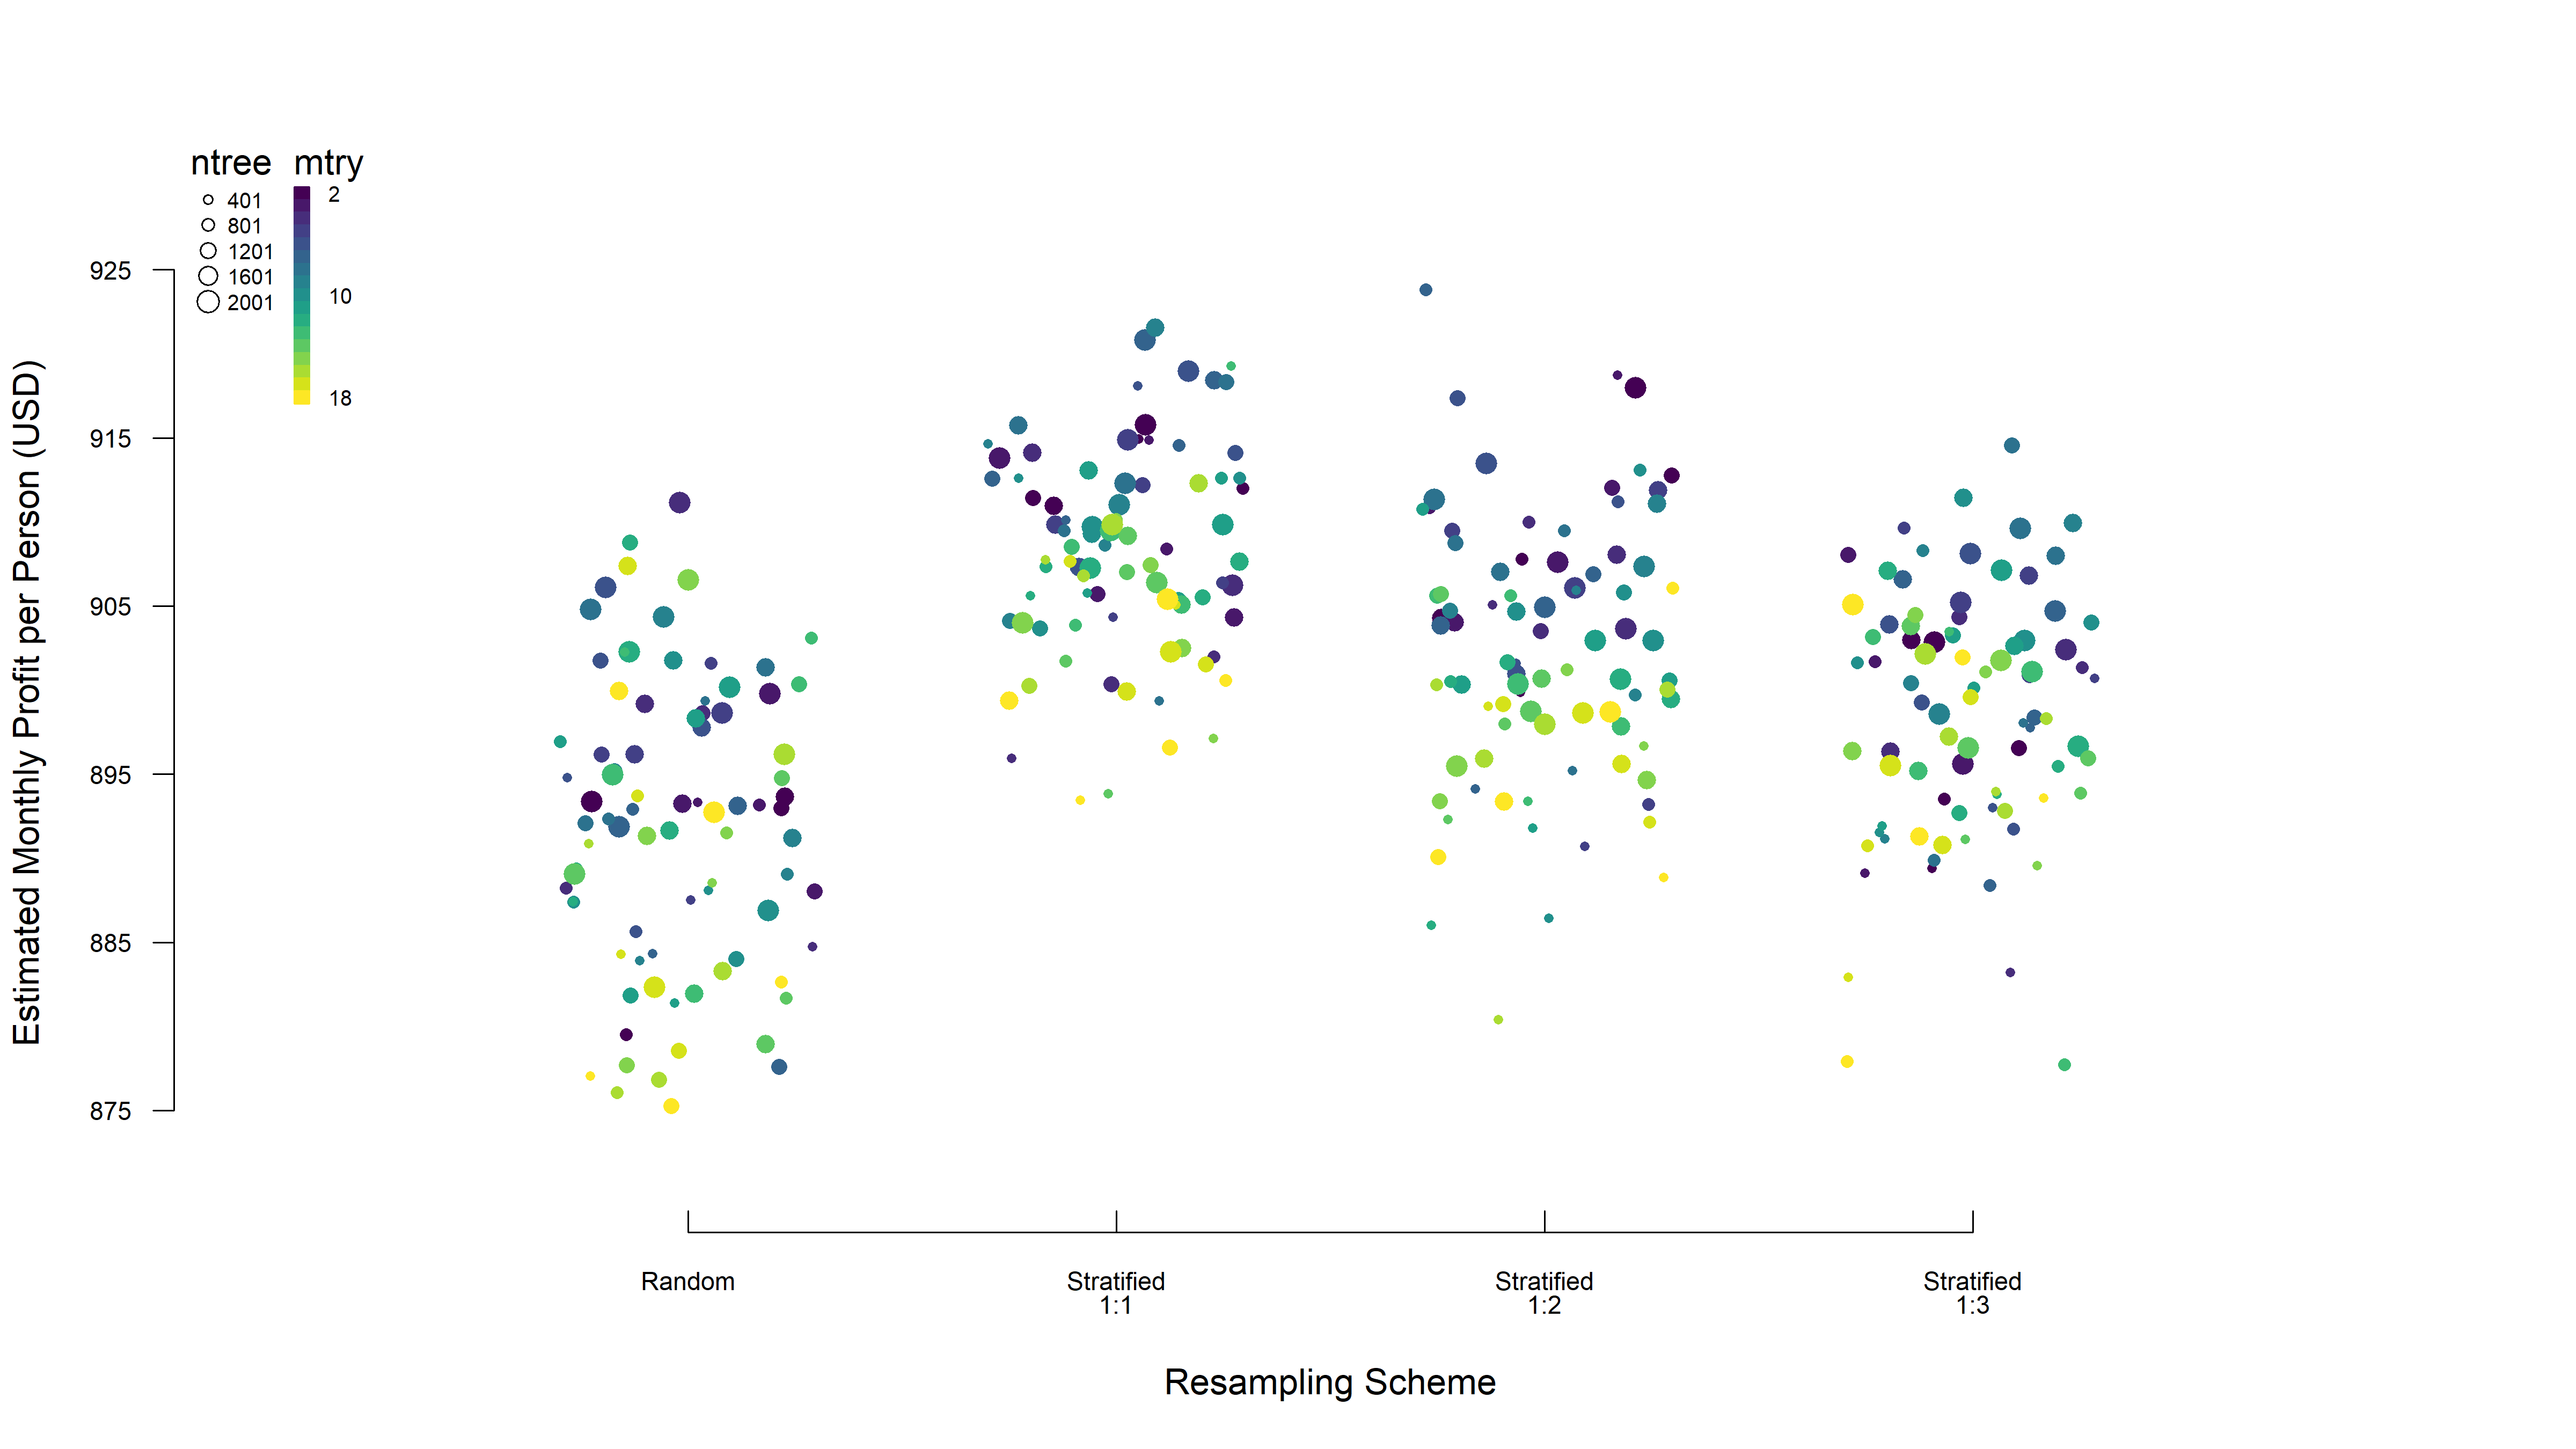 ntree mtry
401
801
1201
1601
2001
2
10
18
Estimated Monthly Profit per Person (USD)
925
915
905
895
885
875
Random
Stratified
1:1
Stratified
1:2
Stratified
1:3
Resampling Scheme